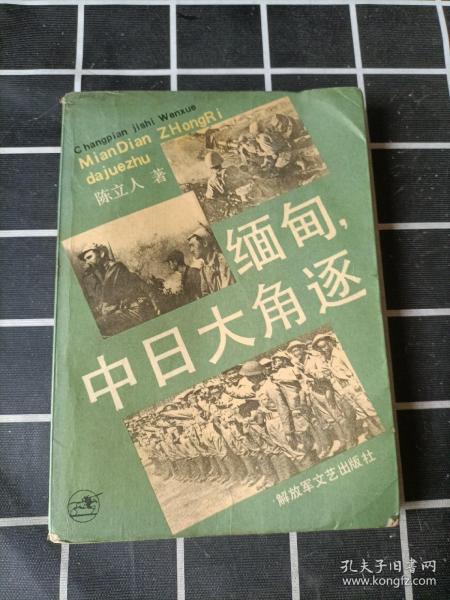 Changpian jishi Wenxue
MianDian ZHongRi
dajuezhu
陈立人 著
缅甸,
中日大角逐
解放军文艺出版社
孔夫子旧书网
www.kongfz.com